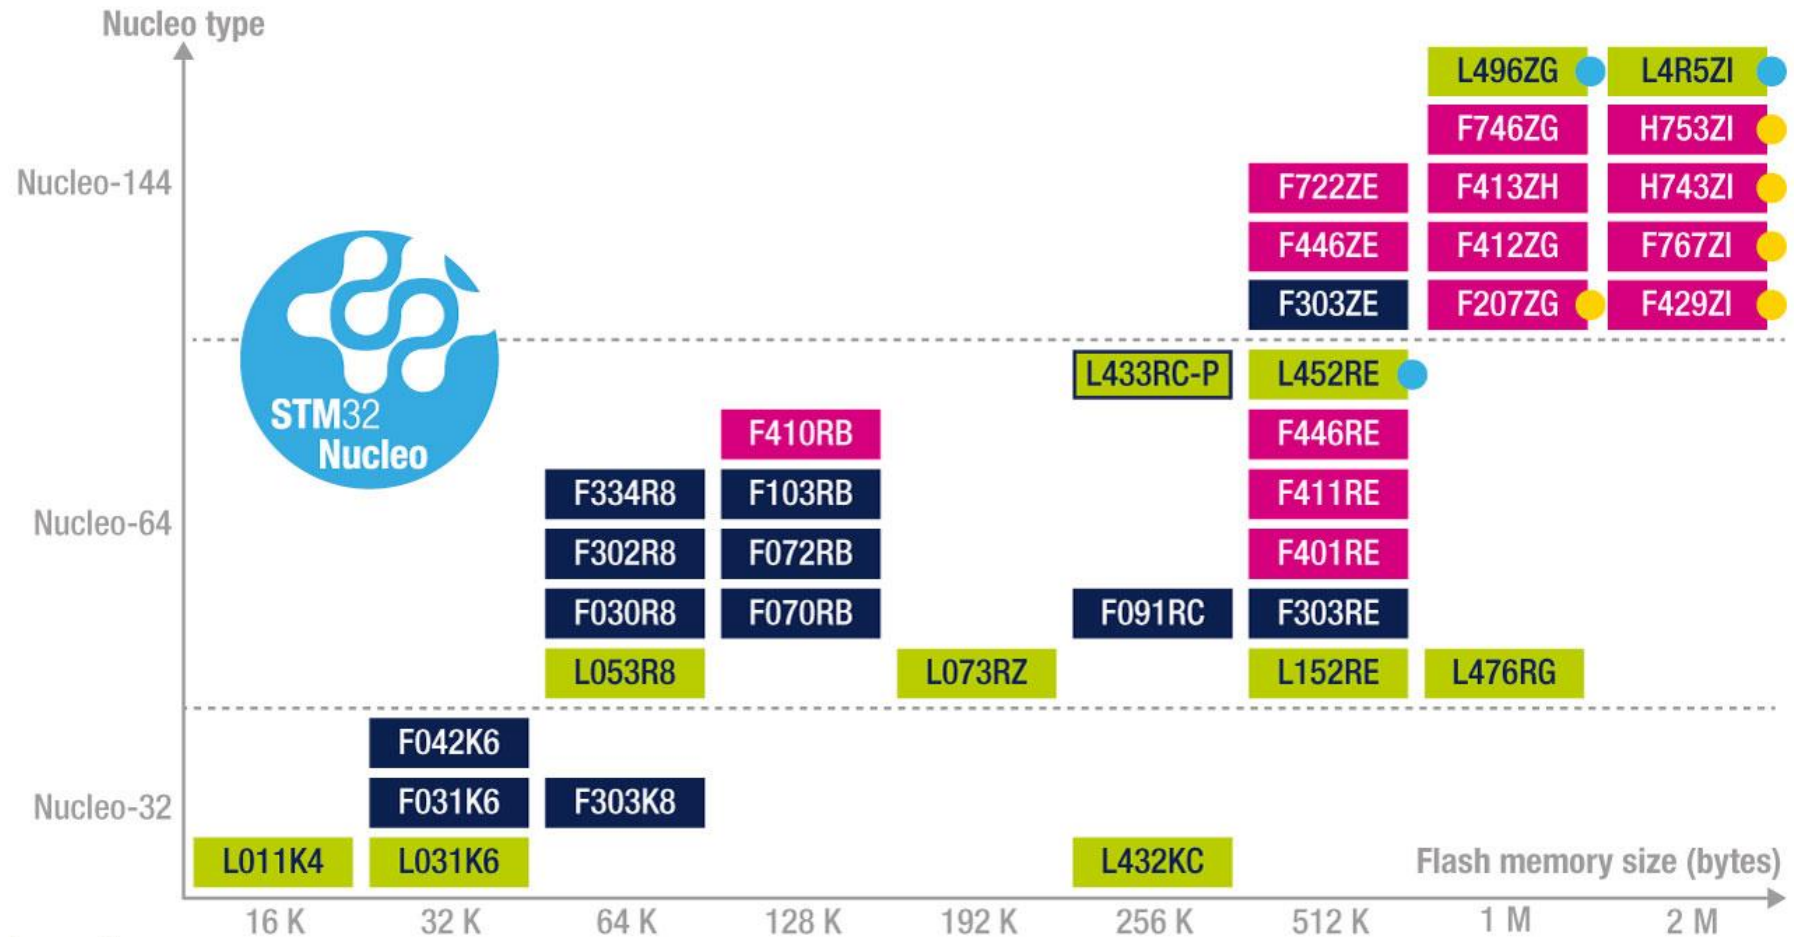 Nucleo type
L496ZG L4R5ZI
F746ZG H753ZI
Nucleo-144 F722ZE F413ZH H743ZI
F446ZE F412ZG F767ZI
F303ZE F207ZG F429ZI
L433RC-P L452RE
STM32
Nucleo
F410RB F446RE
F334R8 F103RB F411RE
Nucleo-64
F302R8 F072RB F401RE
F030R8 F070RB F091RC F303RE
L053R8 L073RZ L152RE L476RG
F042K6
Nucleo-32 F031K6 F303K8
L011K4 L031K6 L432KC Flash memory size (bytes)
16 K 32 K 64 K 128 K 192 K 256 K 512 K 1 M 2 M